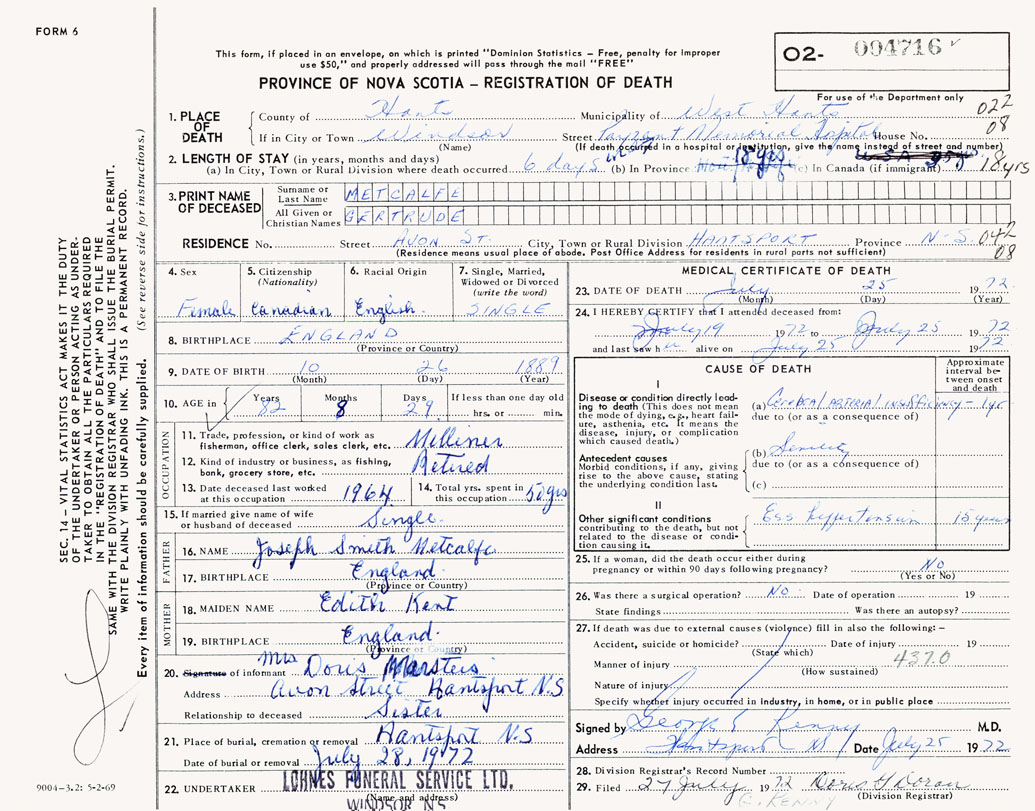 FORM 6
This form, if placed in an envelope, on which is printed "Dominion Statistics – Free, penalty for improper
use $50," and properly addressed will pass through the mail "FREE"
PROVINCE OF NOVA SCOTIA – REGISTRATION OF DEATH
02- 004716
For use of the Department only
022
08
1. PLACE OF DEATH
County of Hants Municipality of West Hants
If in City or Town Windsor Street Payzant Memorial Hospital House No.
(Name) (If death occurred in a hospital or institution, give the name instead of street and number)
2. LENGTH OF STAY (in years, months and days)
(a) In City, Town or Rural Division where death occurred 6 days (b) In Province 18 yrs (c) In Canada (if immigrant) 18 yrs
3. PRINT NAME OF DECEASED
Surname or Last Name METCALFE
All Given or Christian Names GERTRUDE
RESIDENCE No. Street AVON ST. City, Town or Rural Division HANTSPORT Province N-S. 042
(Residence means usual place of abode. Post Office Address for residents in rural parts not sufficient) 08
4. Sex Female
5. Citizenship (Nationality) Canadian
6. Racial Origin English
7. Single, Married, Widowed or Divorced (write the word) SINGLE
8. BIRTHPLACE ENGLAND
(Province or Country)
9. DATE OF BIRTH 10 26 1889
(Month) (Day) (Year)
10. AGE in Years 82 Months 8 Days 29 If less than one day old
hrs. or min.
OCCUPATION
11. Trade, profession, or kind of work as
fisherman, office clerk, sales clerk, etc. Milliner
12. Kind of industry or business, as fishing,
bank, grocery store, etc. Retired
13. Date deceased last worked
at this occupation 1964
14. Total yrs. spent in
this occupation 50 yrs
15. If married give name of wife
or husband of deceased Single.
FATHER
16. NAME Joseph Smith Metcalfe
17. BIRTHPLACE England.
(Province or Country)
MOTHER
18. MAIDEN NAME Edith Kent
19. BIRTHPLACE England.
(Province or Country)
20. Signature of informant Mrs Doris Marsters
Address Avon Street Hantsport N.S
Relationship to deceased Sister
21. Place of burial, cremation or removal Hantsport N.S
Date of burial or removal July 28, 1972
22. UNDERTAKER LOHNES FUNERAL SERVICE LTD.
(Name and address)
WINDSOR N S
MEDICAL CERTIFICATE OF DEATH
23. DATE OF DEATH July 25 1972.
(Month) (Day) (Year)
24. I HEREBY CERTIFY that I attended deceased from:
July 19 1972 to July 25 1972
and last saw her alive on July 25 1972
CAUSE OF DEATH
Approximate interval between onset and death
I
Disease or condition directly leading to death (This does not
mean the mode of dying, e.g., heart failure, asthenia, etc. It means the
disease, injury, or complication
which caused death.)
(a) Cerebral arterial insufficiency – 1 yr
due to (or as a consequence of)
Antecedent causes
Morbid conditions, if any, giving
rise to the above cause, stating
the underlying condition last.
(b) Senility
due to (or as a consequence of)
(c)
II
Other significant conditions
contributing to the death, but not
related to the disease or condition causing it.
Ess Hypertension 15 years
25. If a woman, did the death occur either during
pregnancy or within 90 days following pregnancy? No
(Yes or No)
26. Was there a surgical operation? No. Date of operation 19
State findings Was there an autopsy?
27. If death was due to external causes (violence) fill in also the following:–
Accident, suicide or homicide? Date of injury 19
(State which)
437.0
Manner of injury
(How sustained)
Nature of injury
Specify whether injury occurred in industry, in home, or in public place
Signed by George E Kenny M.D.
Address Hantsport NS Date July 25 1972.
28. Division Registrar's Record Number
29. Filed 27 July 1972 Doris H Doran
(Division Registrar)
G. KENNY
SEC. 14 – VITAL STATISTICS ACT MAKES IT THE DUTY
OF THE UNDERTAKER OR PERSON ACTING AS UNDERTAKER TO OBTAIN ALL THE PARTICULARS REQUIRED
IN THE "REGISTRATION OF DEATH" AND TO FILE THE
SAME WITH THE DIVISION REGISTRAR WHO SHALL ISSUE THE BURIAL PERMIT.
WRITE PLAINLY WITH UNFADING INK. THIS IS A PERMANENT RECORD.
Every item of information should be carefully supplied. (See reverse side for instructions.)
9004-3.2: 5-2-69